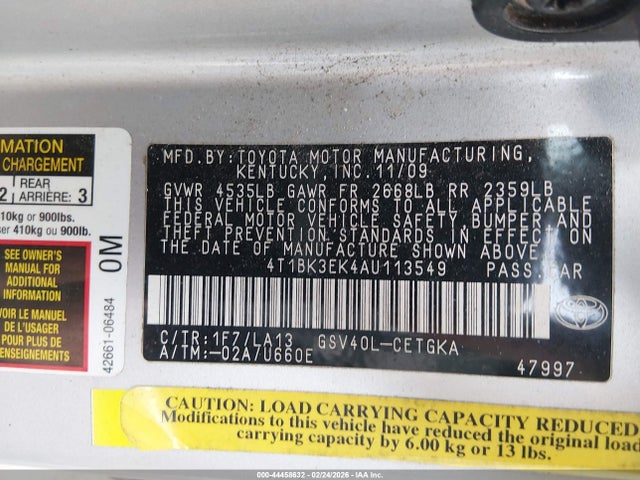 MATION
CHARGEMENT
2 REAR ARRIÈRE: 3
10kg or 900lbs.
ser 410kg ou 900lb.
SEE OWNER'S
MANUAL FOR
ADDITIONAL
INFORMATION
VOIR LE MANUEL
DE L'USAGER
POUR PLUS DE
RENSEIGNEMENTS
0M
42661-06484
MFD. BY: TOYOTA MOTOR MANUFACTURING,
KENTUCKY, INC. 11/09
GVWR 4535LB GAWR FR 2668LB RR 2359LB
THIS VEHICLE CONFORMS TO ALL APPLICABLE
FEDERAL MOTOR VEHICLE SAFETY, BUMPER AND
THEFT PREVENTION STANDARDS IN EFFECT ON
THE DATE OF MANUFACTURE SHOWN ABOVE.
4T1BK3EK4AU113549 PASS.CAR
C/TR:1F7/LA13 GSV40L-CETGKA
A/TM:-02A/U660E
47997
CAUTION: LOAD CARRYING CAPACITY REDUCED
Modifications to this vehicle have reduced the original load
carrying capacity by 6.00 kg or 13 lbs.
000-44458632 - 02/24/2026 - IAA Inc.